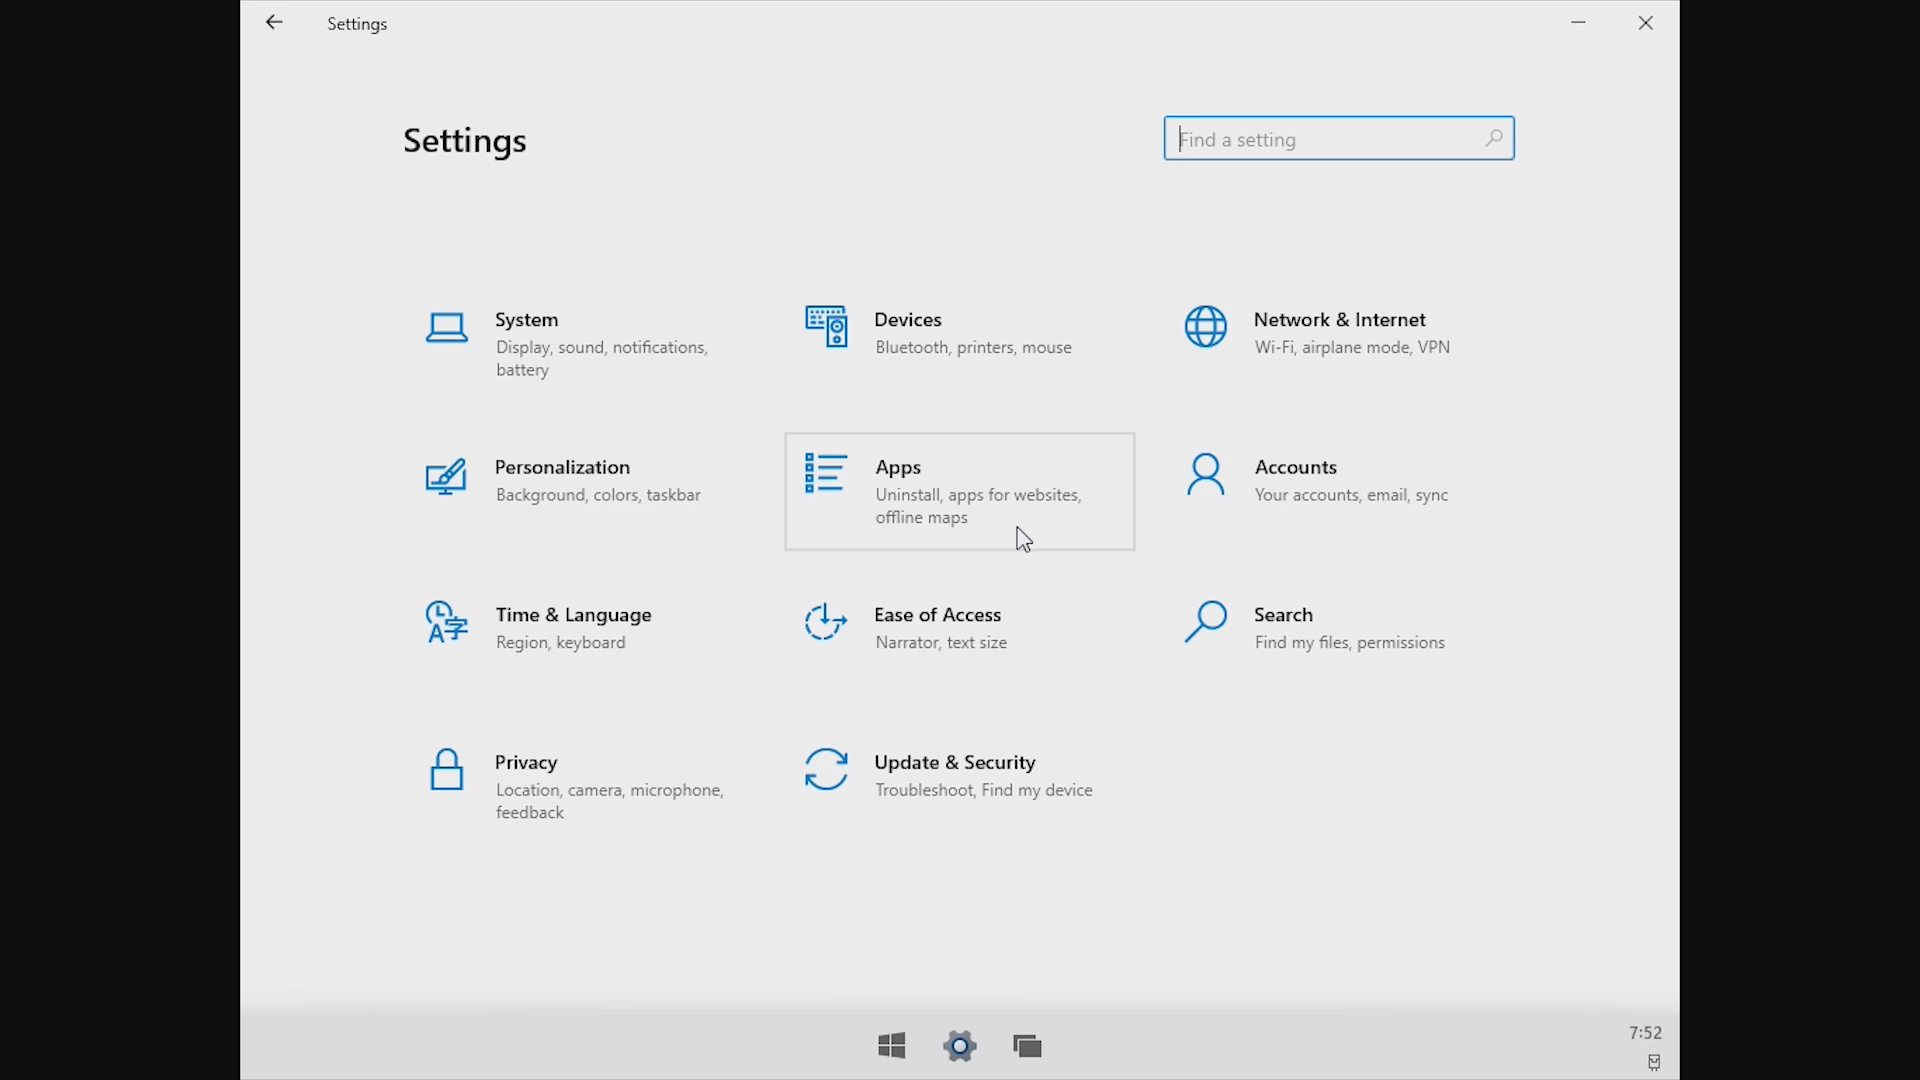 Settings
Settings
Find a setting
System
Display, sound, notifications,
battery
Devices
Bluetooth, printers, mouse
Network & Internet
Wi-Fi, airplane mode, VPN
Personalization
Background, colors, taskbar
Apps
Uninstall, apps for websites,
offline maps
Accounts
Your accounts, email, sync
Time & Language
Region, keyboard
Ease of Access
Narrator, text size
Search
Find my files, permissions
Privacy
Location, camera, microphone,
feedback
Update & Security
Troubleshoot, Find my device
7:52